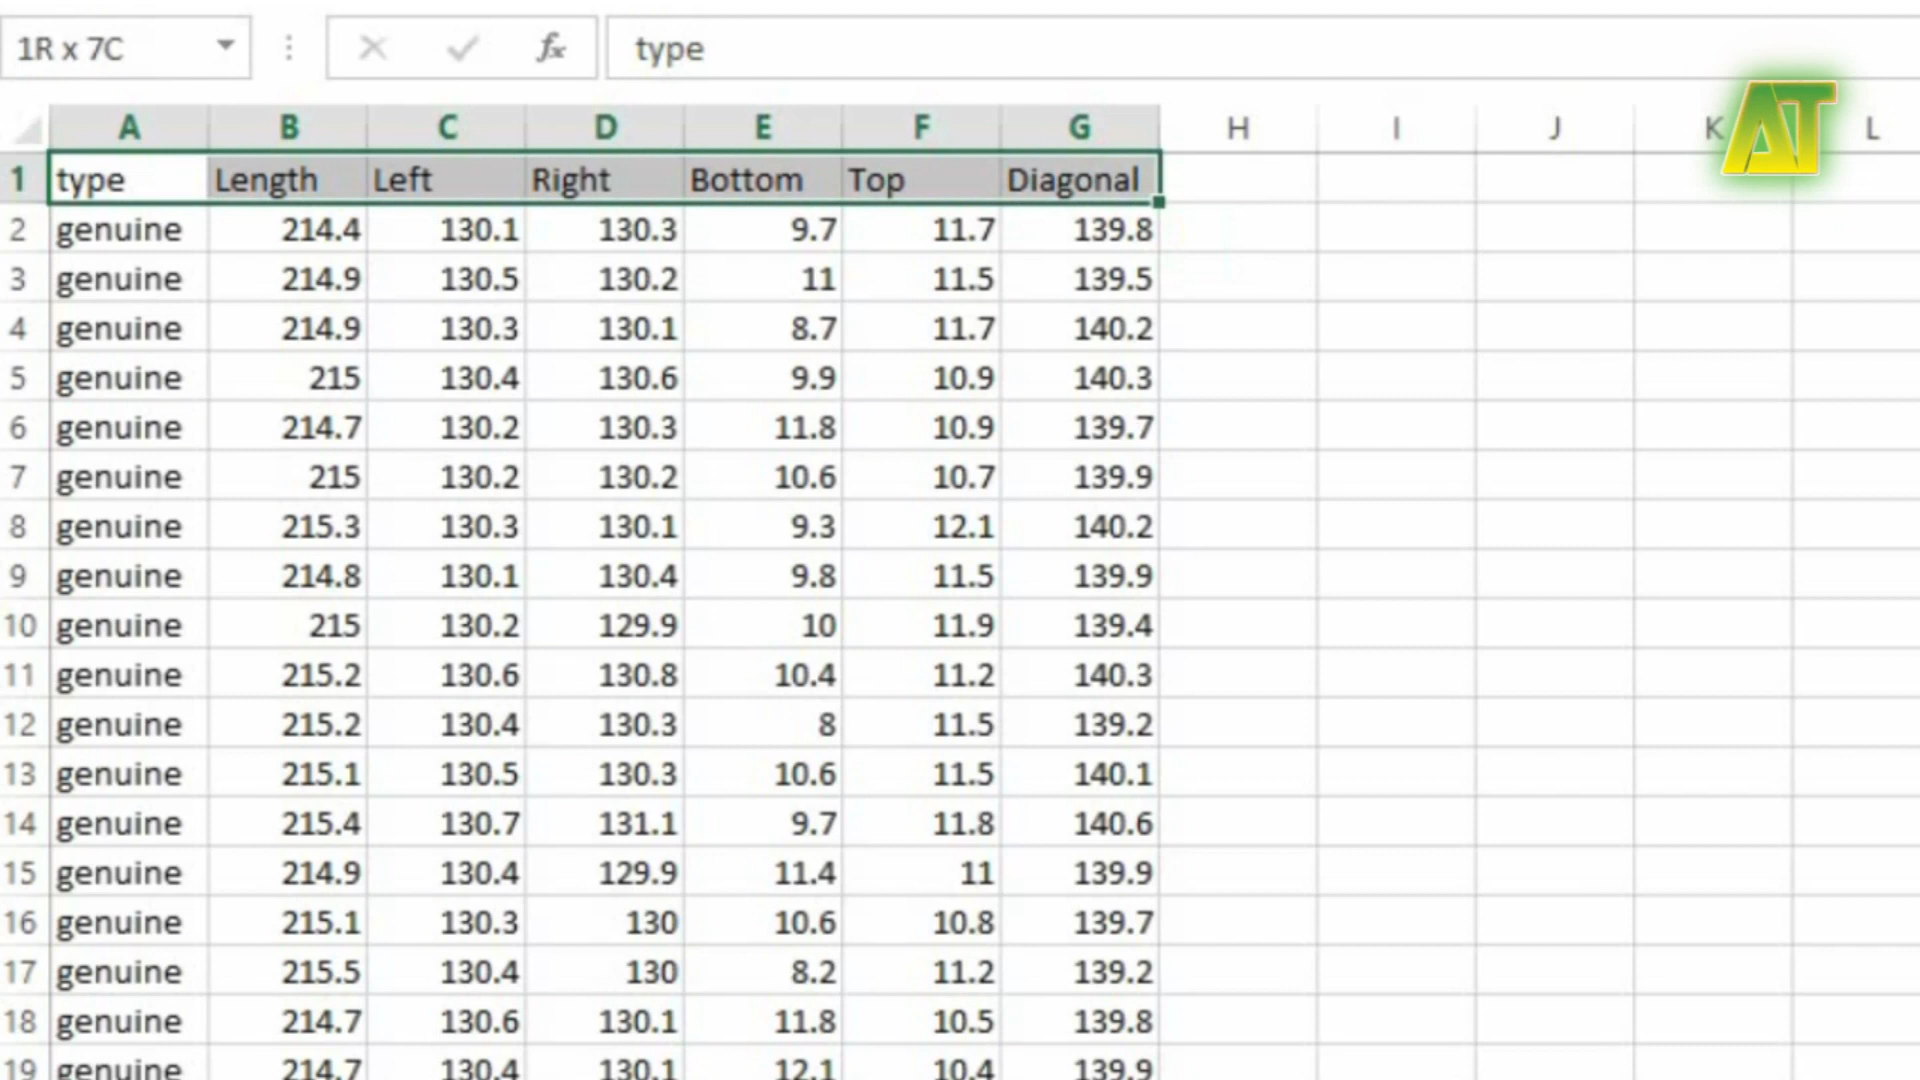 1R x 7C fx type
AT
A B C D E F G H I J K L
1 type Length Left Right Bottom Top Diagonal
2 genuine 214.4 130.1 130.3 9.7 11.7 139.8
3 genuine 214.9 130.5 130.2 11 11.5 139.5
4 genuine 214.9 130.3 130.1 8.7 11.7 140.2
5 genuine 215 130.4 130.6 9.9 10.9 140.3
6 genuine 214.7 130.2 130.3 11.8 10.9 139.7
7 genuine 215 130.2 130.2 10.6 10.7 139.9
8 genuine 215.3 130.3 130.1 9.3 12.1 140.2
9 genuine 214.8 130.1 130.4 9.8 11.5 139.9
10 genuine 215 130.2 129.9 10 11.9 139.4
11 genuine 215.2 130.6 130.8 10.4 11.2 140.3
12 genuine 215.2 130.4 130.3 8 11.5 139.2
13 genuine 215.1 130.5 130.3 10.6 11.5 140.1
14 genuine 215.4 130.7 131.1 9.7 11.8 140.6
15 genuine 214.9 130.4 129.9 11.4 11 139.9
16 genuine 215.1 130.3 130 10.6 10.8 139.7
17 genuine 215.5 130.4 130 8.2 11.2 139.2
18 genuine 214.7 130.6 130.1 11.8 10.5 139.8
19 genuine 214.7 130.4 130.1 12.1 10.4 139.9